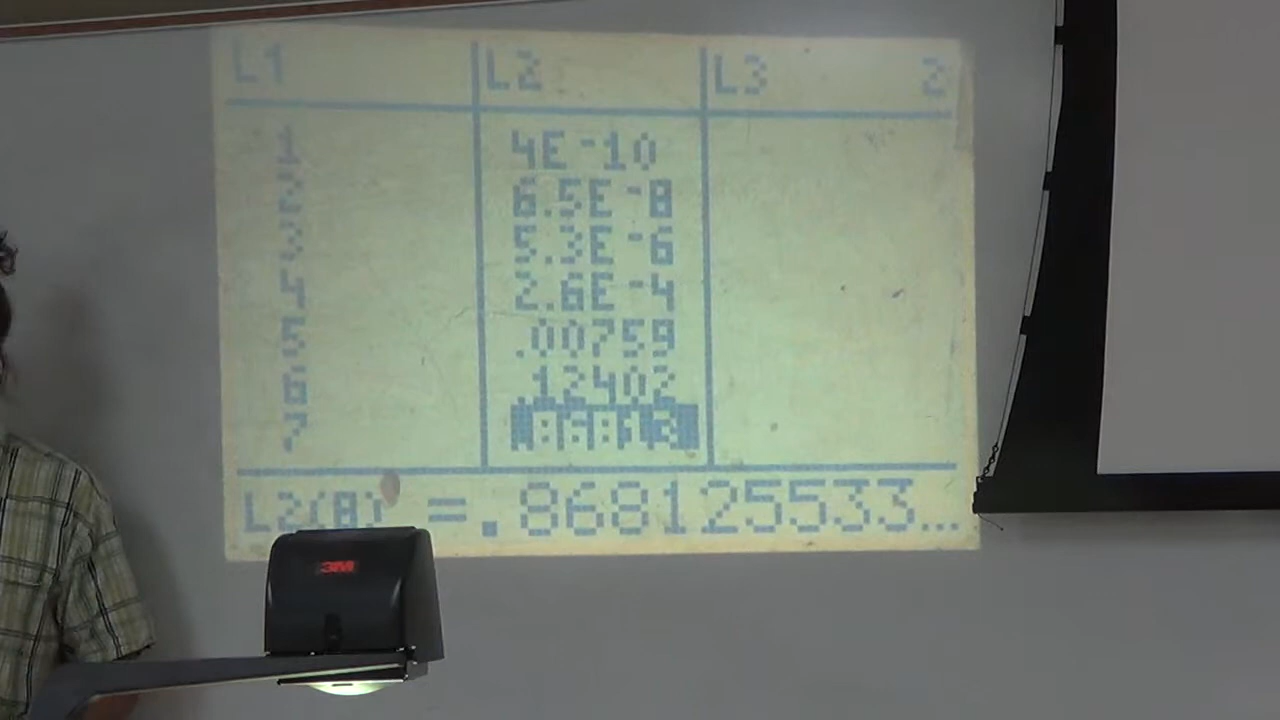 L1 L2 L3 2
1 4E-10
2 6.5E-8
3 5.3E-6
4 2.6E-4
5 .00759
6 .12402
7
L2(8) =.868125533…
3M